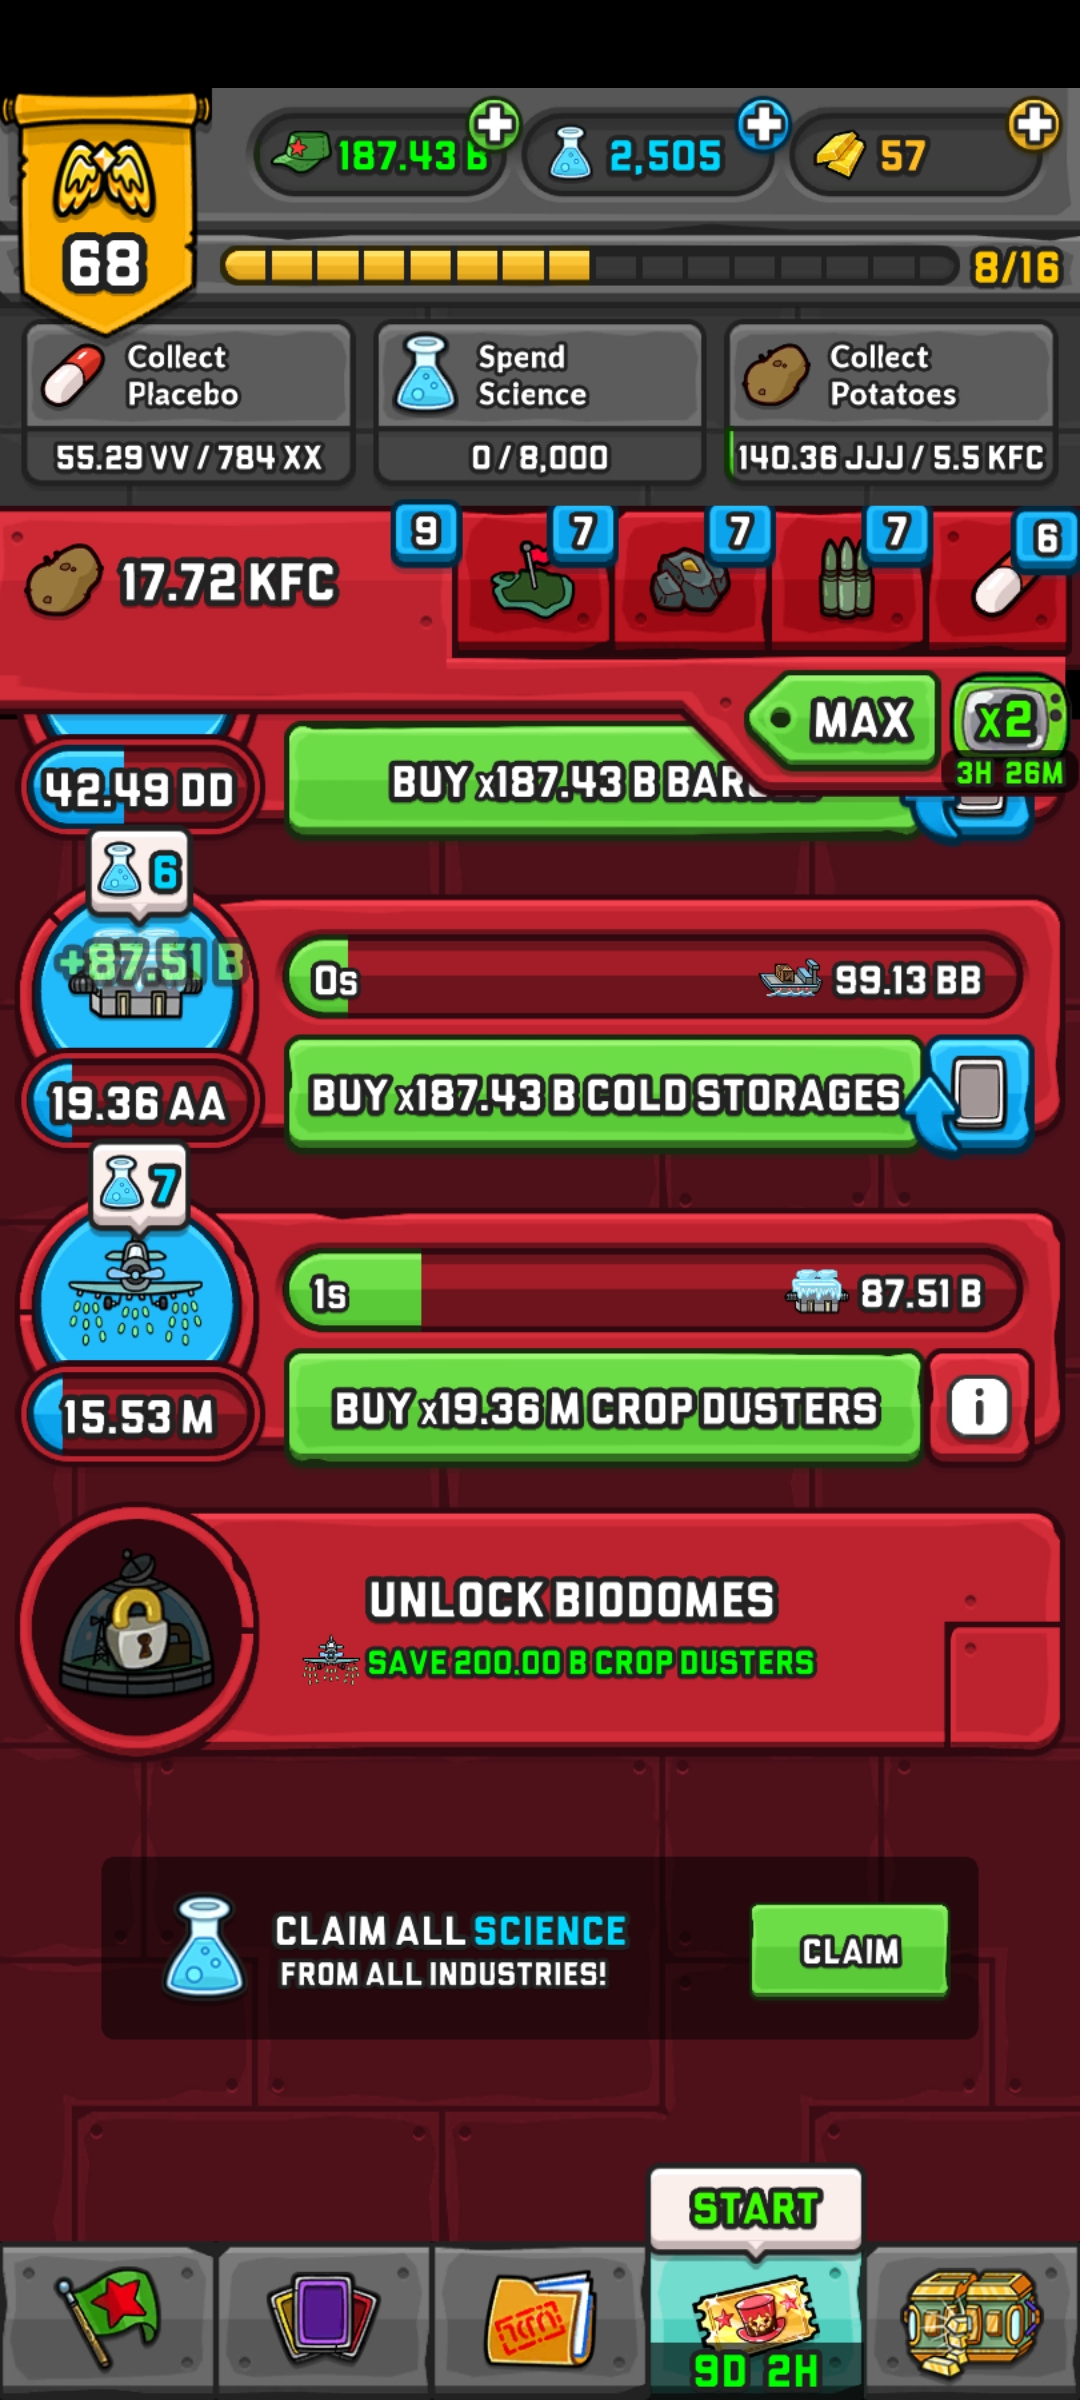 187.43 B
2,505
57
68
8/16
Collect
Placebo
55.29 VV / 784 XX
Spend
Science
0 / 8,000
Collect
Potatoes
140.36 JJJ / 5.5 KFC
17.72 KFC
9
7
7
7
6
MAX
x2
3H 26M
42.49 DD
BUY x187.43 B
6
+87.51 B
0s
99.13 BB
19.36 AA
BUY x187.43 B COLD STORAGES
7
1s
87.51 B
15.53 M
BUY x19.36 M CROP DUSTERS
i
UNLOCK BIODOMES
SAVE 200.00 B CROP DUSTERS
CLAIM ALL SCIENCE
FROM ALL INDUSTRIES!
CLAIM
START
9D 2H